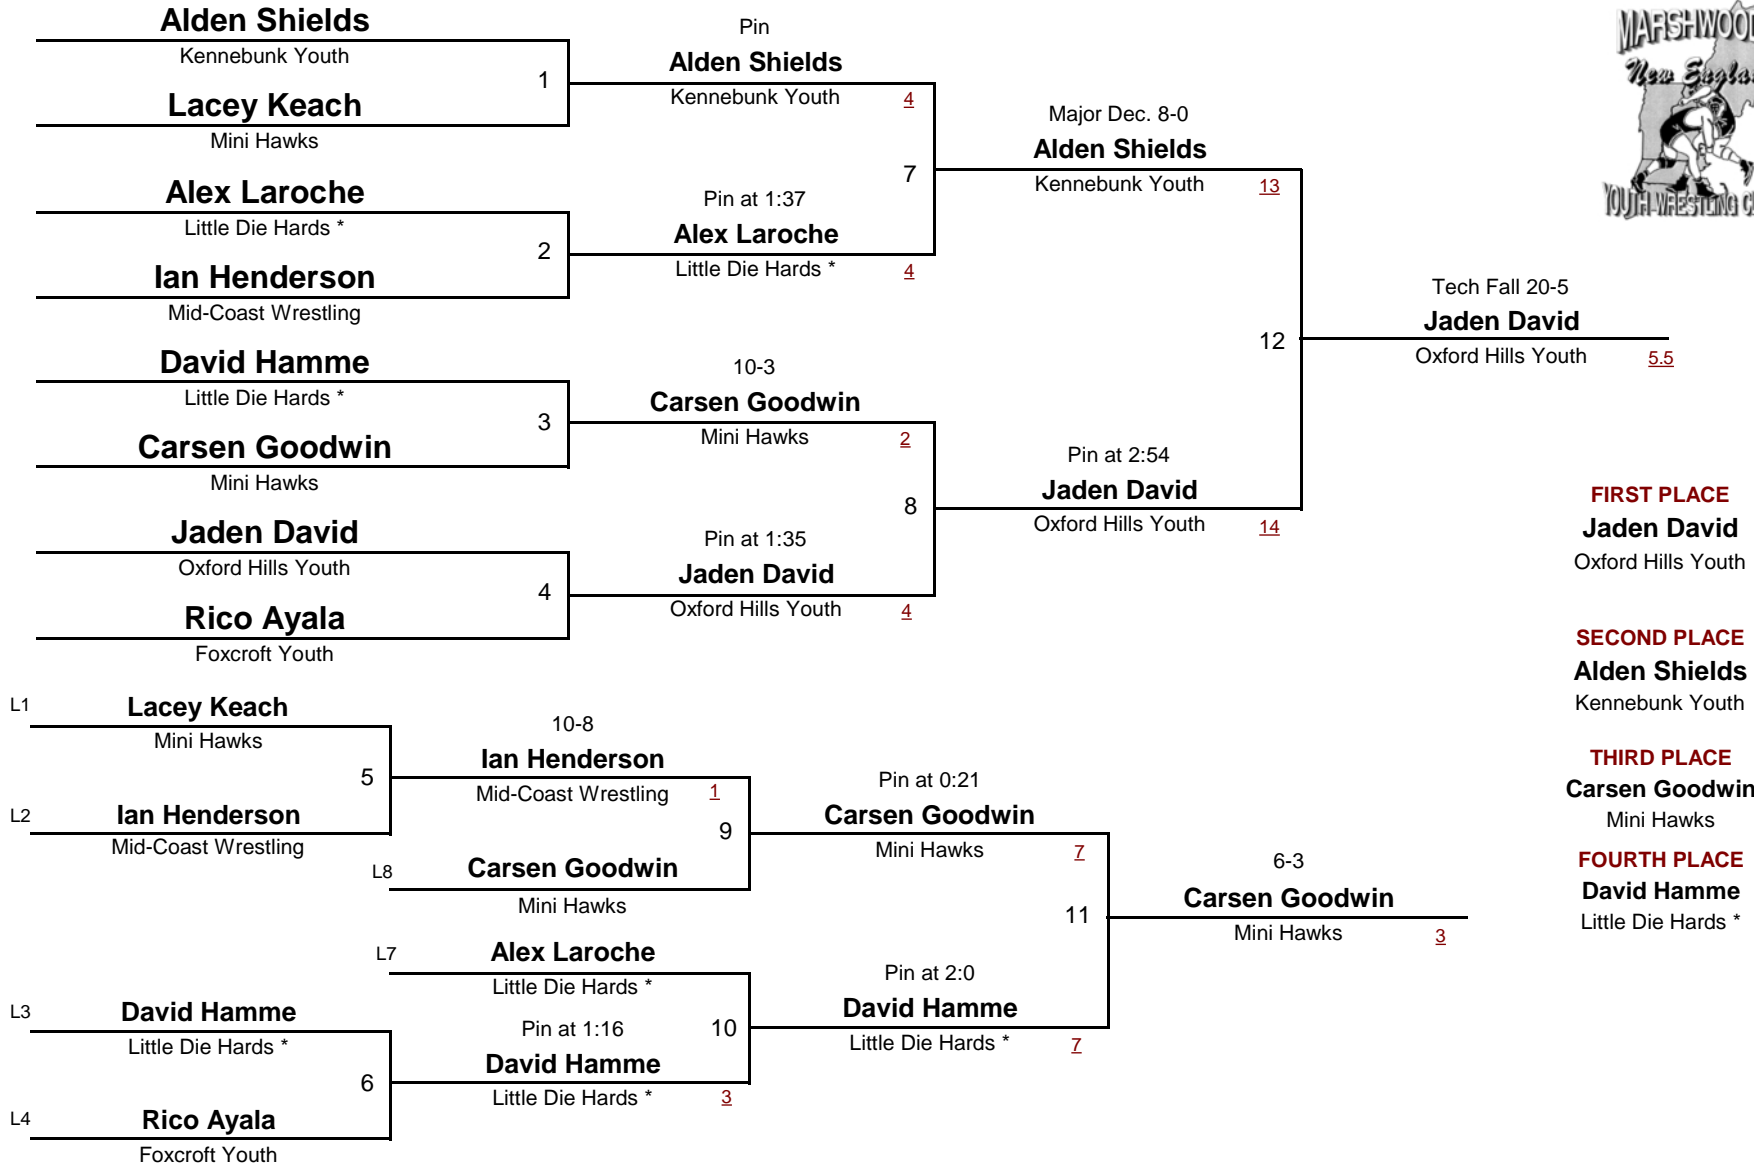 Alden Shields
Kennebunk Youth
1
Lacey Keach
Mini Hawks
Alex Laroche
Little Die Hards *
2
Ian Henderson
Mid-Coast Wrestling
David Hamme
Little Die Hards *
3
Carsen Goodwin
Mini Hawks
Jaden David
Oxford Hills Youth
4
Rico Ayala
Foxcroft Youth
Pin
Alden Shields
Kennebunk Youth
4
7
Pin at 1:37
Alex Laroche
Little Die Hards *
4
10-3
Carsen Goodwin
Mini Hawks
2
8
Pin at 1:35
Jaden David
Oxford Hills Youth
4
Major Dec. 8-0
Alden Shields
Kennebunk Youth
13
12
Pin at 2:54
Jaden David
Oxford Hills Youth
14
Tech Fall 20-5
Jaden David
Oxford Hills Youth
5.5
MARSHWOOD
New England
YOUTH WRESTLING
FIRST PLACE
Jaden David
Oxford Hills Youth
SECOND PLACE
Alden Shields
Kennebunk Youth
THIRD PLACE
Carsen Goodwin
Mini Hawks
FOURTH PLACE
David Hamme
Little Die Hards *
L1
Lacey Keach
Mini Hawks
5
L2
Ian Henderson
Mid-Coast Wrestling
10-8
Ian Henderson
Mid-Coast Wrestling
1
9
L8
Carsen Goodwin
Mini Hawks
L7
Alex Laroche
Little Die Hards *
10
L3
David Hamme
Little Die Hards *
6
L4
Rico Ayala
Foxcroft Youth
Pin at 1:16
David Hamme
Little Die Hards *
3
Pin at 0:21
Carsen Goodwin
Mini Hawks
7
11
Pin at 2:0
David Hamme
Little Die Hards *
7
6-3
Carsen Goodwin
Mini Hawks
3